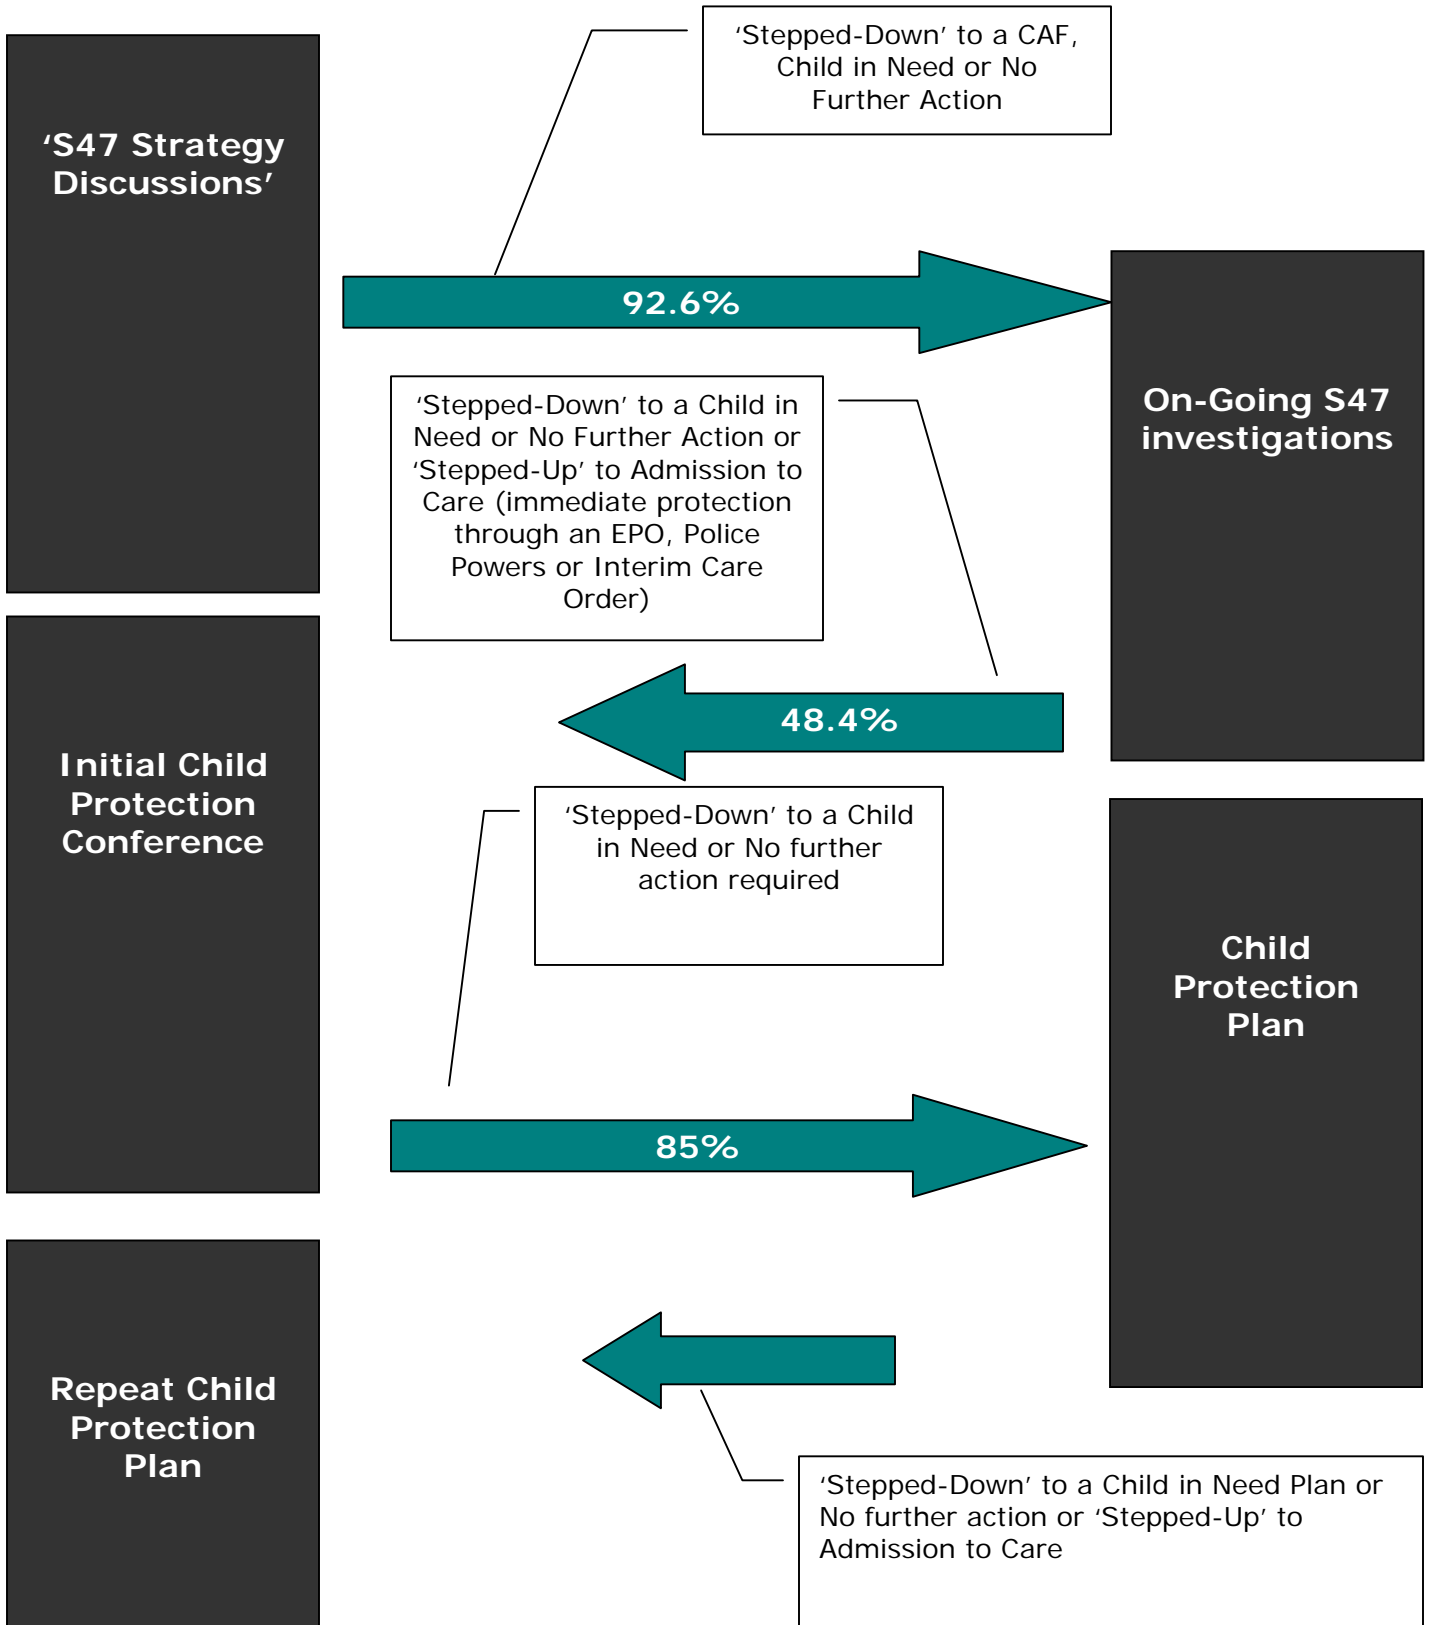 ‘Stepped-Down’ to a CAF,
Child in Need or No
Further Action
‘S47 Strategy
Discussions’
92.6%
On-Going S47
investigations
‘Stepped-Down’ to a Child in
Need or No Further Action or
‘Stepped-Up’ to Admission to
Care (immediate protection
through an EPO, Police
Powers or Interim Care
Order)
48.4%
Initial Child
Protection
Conference
‘Stepped-Down’ to a Child
in Need or No further
action required
Child
Protection
Plan
85%
Repeat Child
Protection
Plan
‘Stepped-Down’ to a Child in Need Plan or
No further action or ‘Stepped-Up’ to
Admission to Care